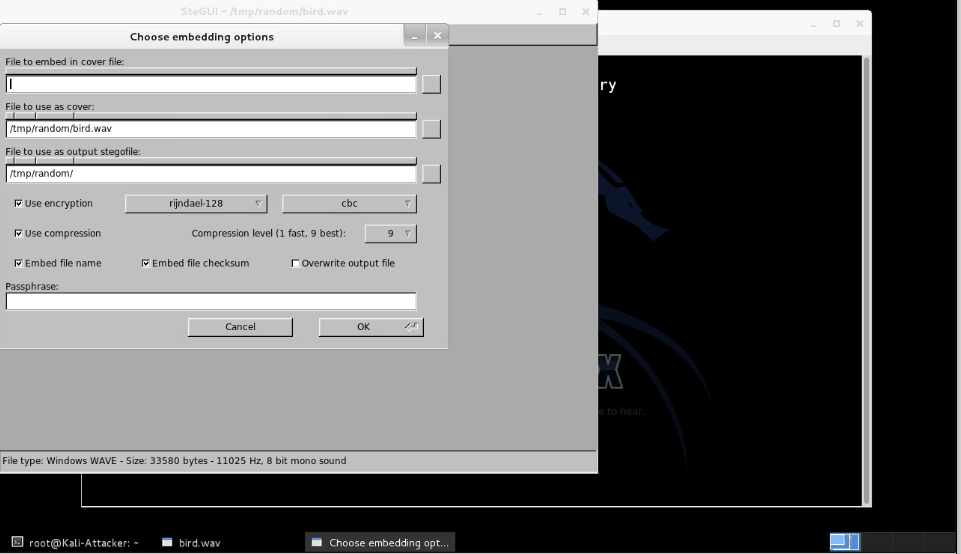 SteGUI - /tmp/random/bird.wav
Choose embedding options
File to embed in cover file:
ry
File to use as cover:
/tmp/random/bird.wav
File to use as output stegofile:
/tmp/random/
Use encryption rijndael-128 cbc
Use compression Compression level (1 fast, 9 best): 9
Embed file name Embed file checksum Overwrite output file
Passphrase:
Cancel OK
x
e to hear
File type: Windows WAVE - Size: 33580 bytes - 11025 Hz, 8 bit mono sound
root@Kali-Attacker: ~ bird.wav Choose embedding opt...